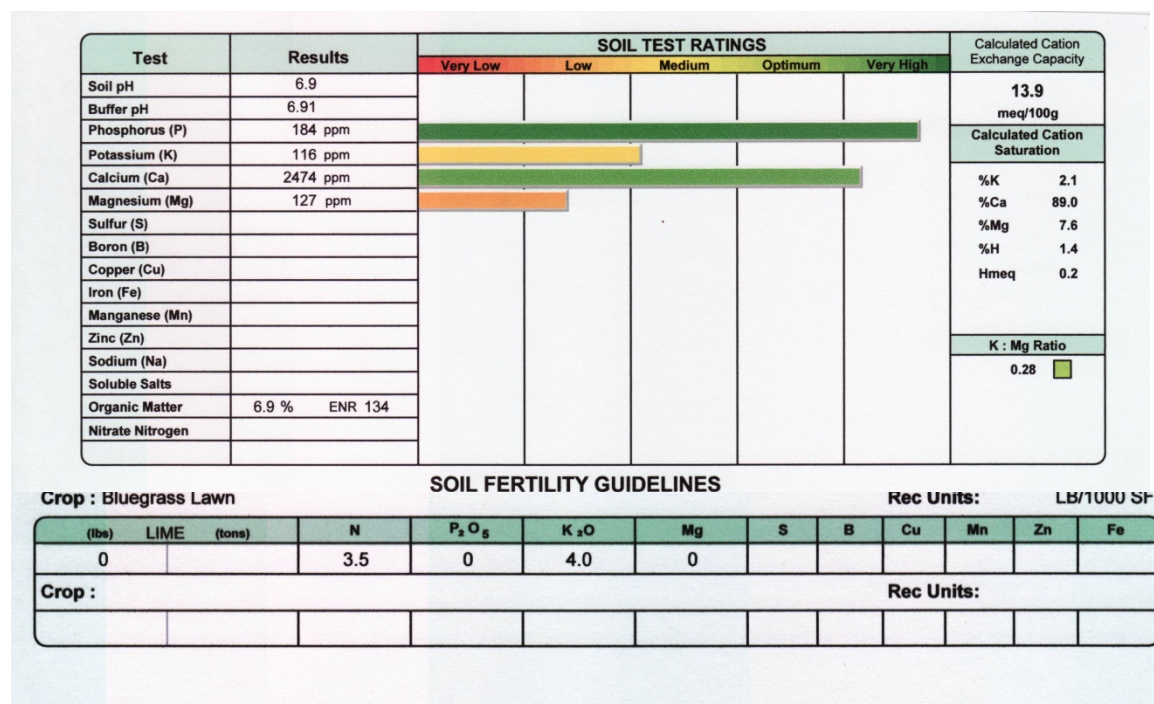 Test Results SOIL TEST RATINGS Calculated Cation Exchange Capacity
Very Low Low Medium Optimum Very High
Soil pH 6.9
13.9
meq/100g
Buffer pH 6.91
Phosphorus (P) 184 ppm
Calculated Cation Saturation
Potassium (K) 116 ppm
Calcium (Ca) 2474 ppm
%K 2.1
Magnesium (Mg) 127 ppm
%Ca 89.0
Sulfur (S)
%Mg 7.6
Boron (B)
%H 1.4
Copper (Cu)
Hmeq 0.2
Iron (Fe)
Manganese (Mn)
Zinc (Zn)
K : Mg Ratio
Sodium (Na)
0.28
Soluble Salts
Organic Matter 6.9 % ENR 134
Nitrate Nitrogen
SOIL FERTILITY GUIDELINES
Crop : Bluegrass Lawn Rec Units: LB/1000 SF
(lbs) LIME (tons) N P₂O₅ K₂O Mg S B Cu Mn Zn Fe
0 3.5 0 4.0 0
Crop : Rec Units: